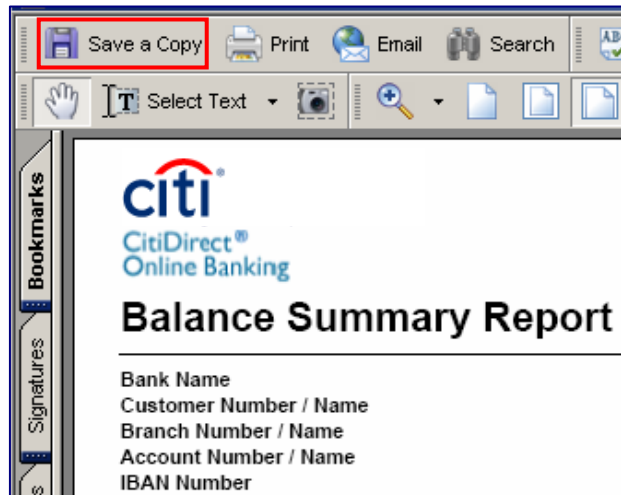 Save a Copy Print Email Search
Select Text
Bookmarks
Signatures
citi®
CitiDirect®
Online Banking
Balance Summary Report
Bank Name
Customer Number / Name
Branch Number / Name
Account Number / Name
IBAN Number